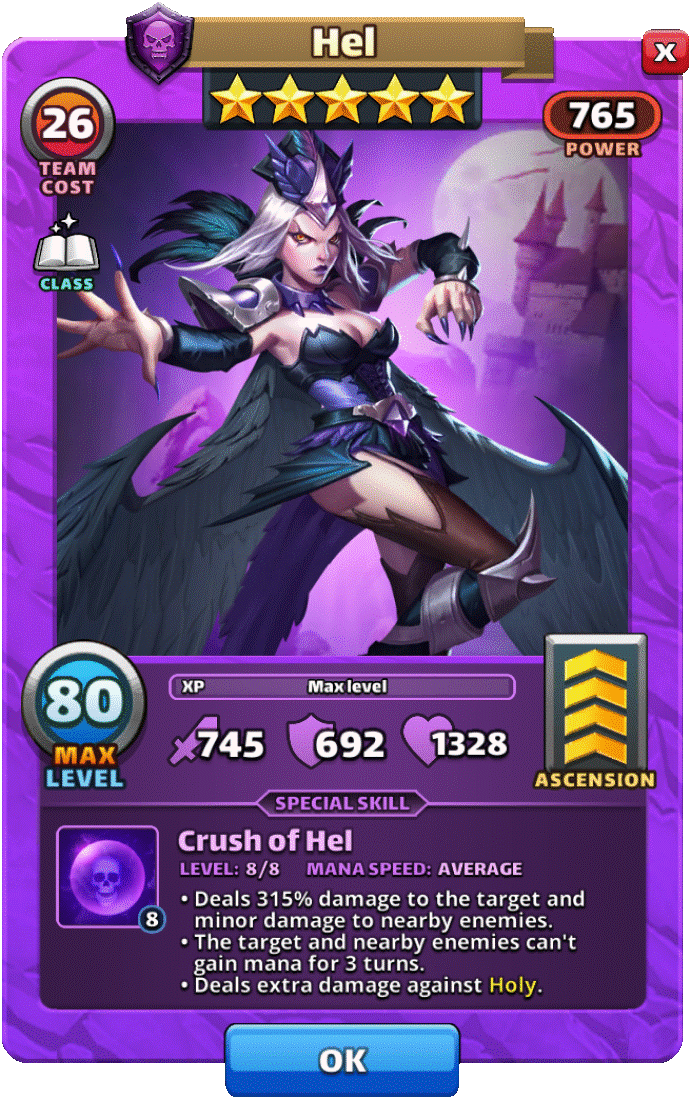 Hel
X
26
TEAM
COST
765
POWER
CLASS
80
MAX
LEVEL
XP Max level
745 692 1328
ASCENSION
SPECIAL SKILL
Crush of Hel
LEVEL: 8/8 MANA SPEED: AVERAGE
8
• Deals 315% damage to the target and
minor damage to nearby enemies.
• The target and nearby enemies can't
gain mana for 3 turns.
• Deals extra damage against Holy.
OK